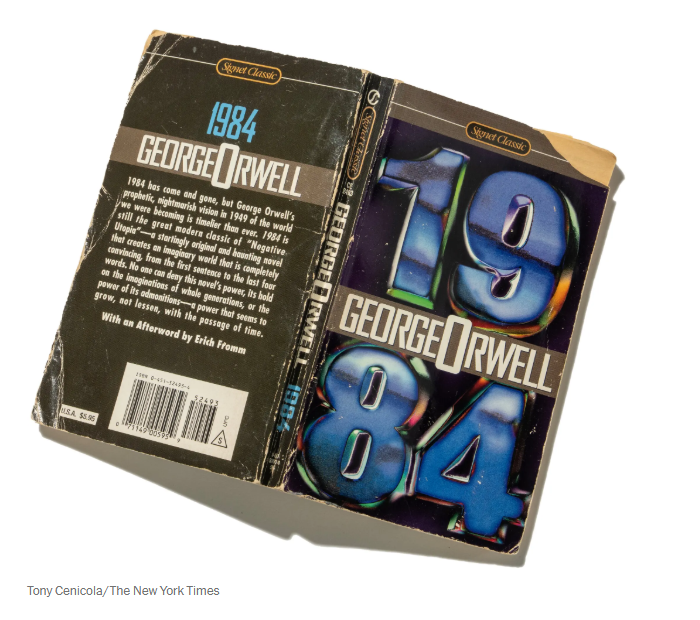 Signet Classic
1984
GEORGE ORWELL
1984 has come and gone, but George Orwell's
prophetic, nightmarish vision in 1949 of the world
we were becoming is timelier than ever. 1984 is
still the great modern classic of "Negative
Utopia"—a startingly original and haunting novel
that creates an imaginary world that is completely
convincing, from the first sentence to the last four
words. No one can deny this novel's power, its hold
on the imaginations of whole generations, or the
power of its admonitions—a power that seems to
grow, not lessen, with the passage of time.
With an Afterword by Erich Fromm
52495
U.S.A. $5.95
Signet Classic
GEORGE ORWELL
1984
Signet Classic
19
GEORGE ORWELL
84
Tony Cenicola/The New York Times